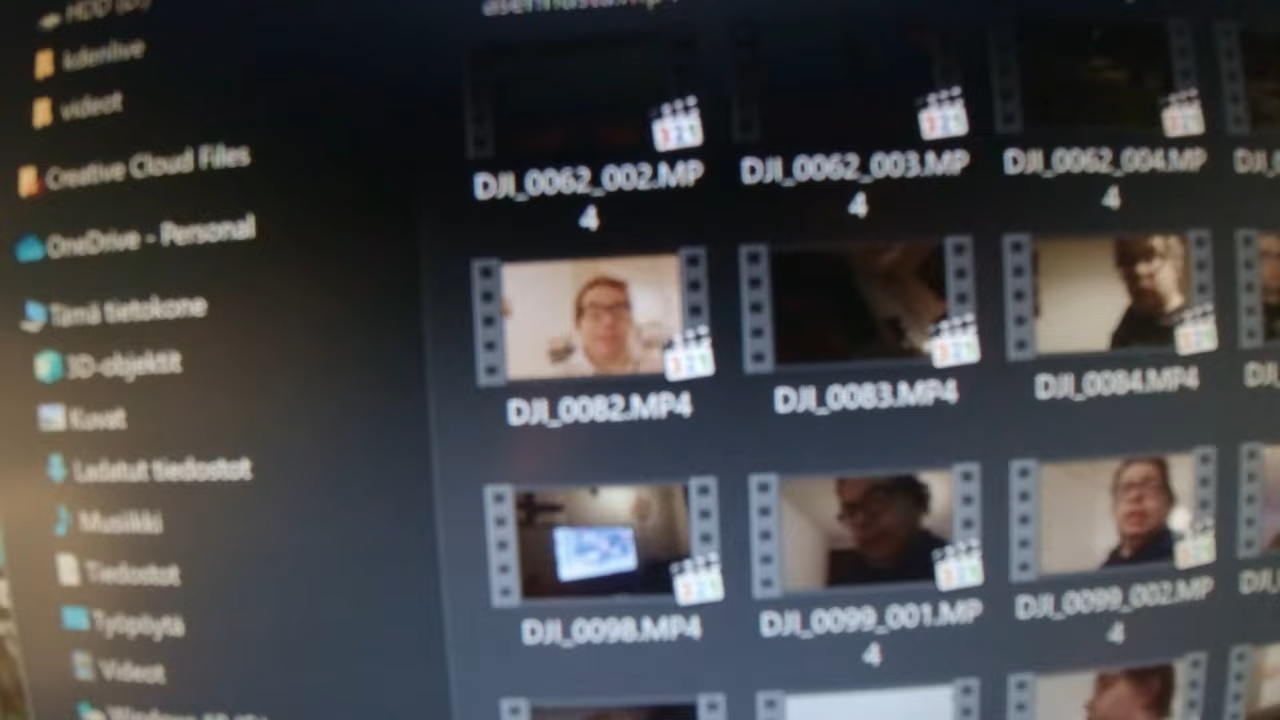 HDD (D:)
kdenlive
videot
Creative Cloud Files
OneDrive - Personal
Tämä tietokone
3D-objektit
Kuvat
Ladatut tiedostot
Musiikki
Tiedostot
Työpöytä
Videot
DJI_0062_002.MP
4
DJI_0062_003.MP
4
DJI_0062_004.MP
4
DJI_0082.MP4
DJI_0083.MP4
DJI_0084.MP4
DJI_0098.MP4
DJI_0099_001.MP
4
DJI_0099_002.MP
4